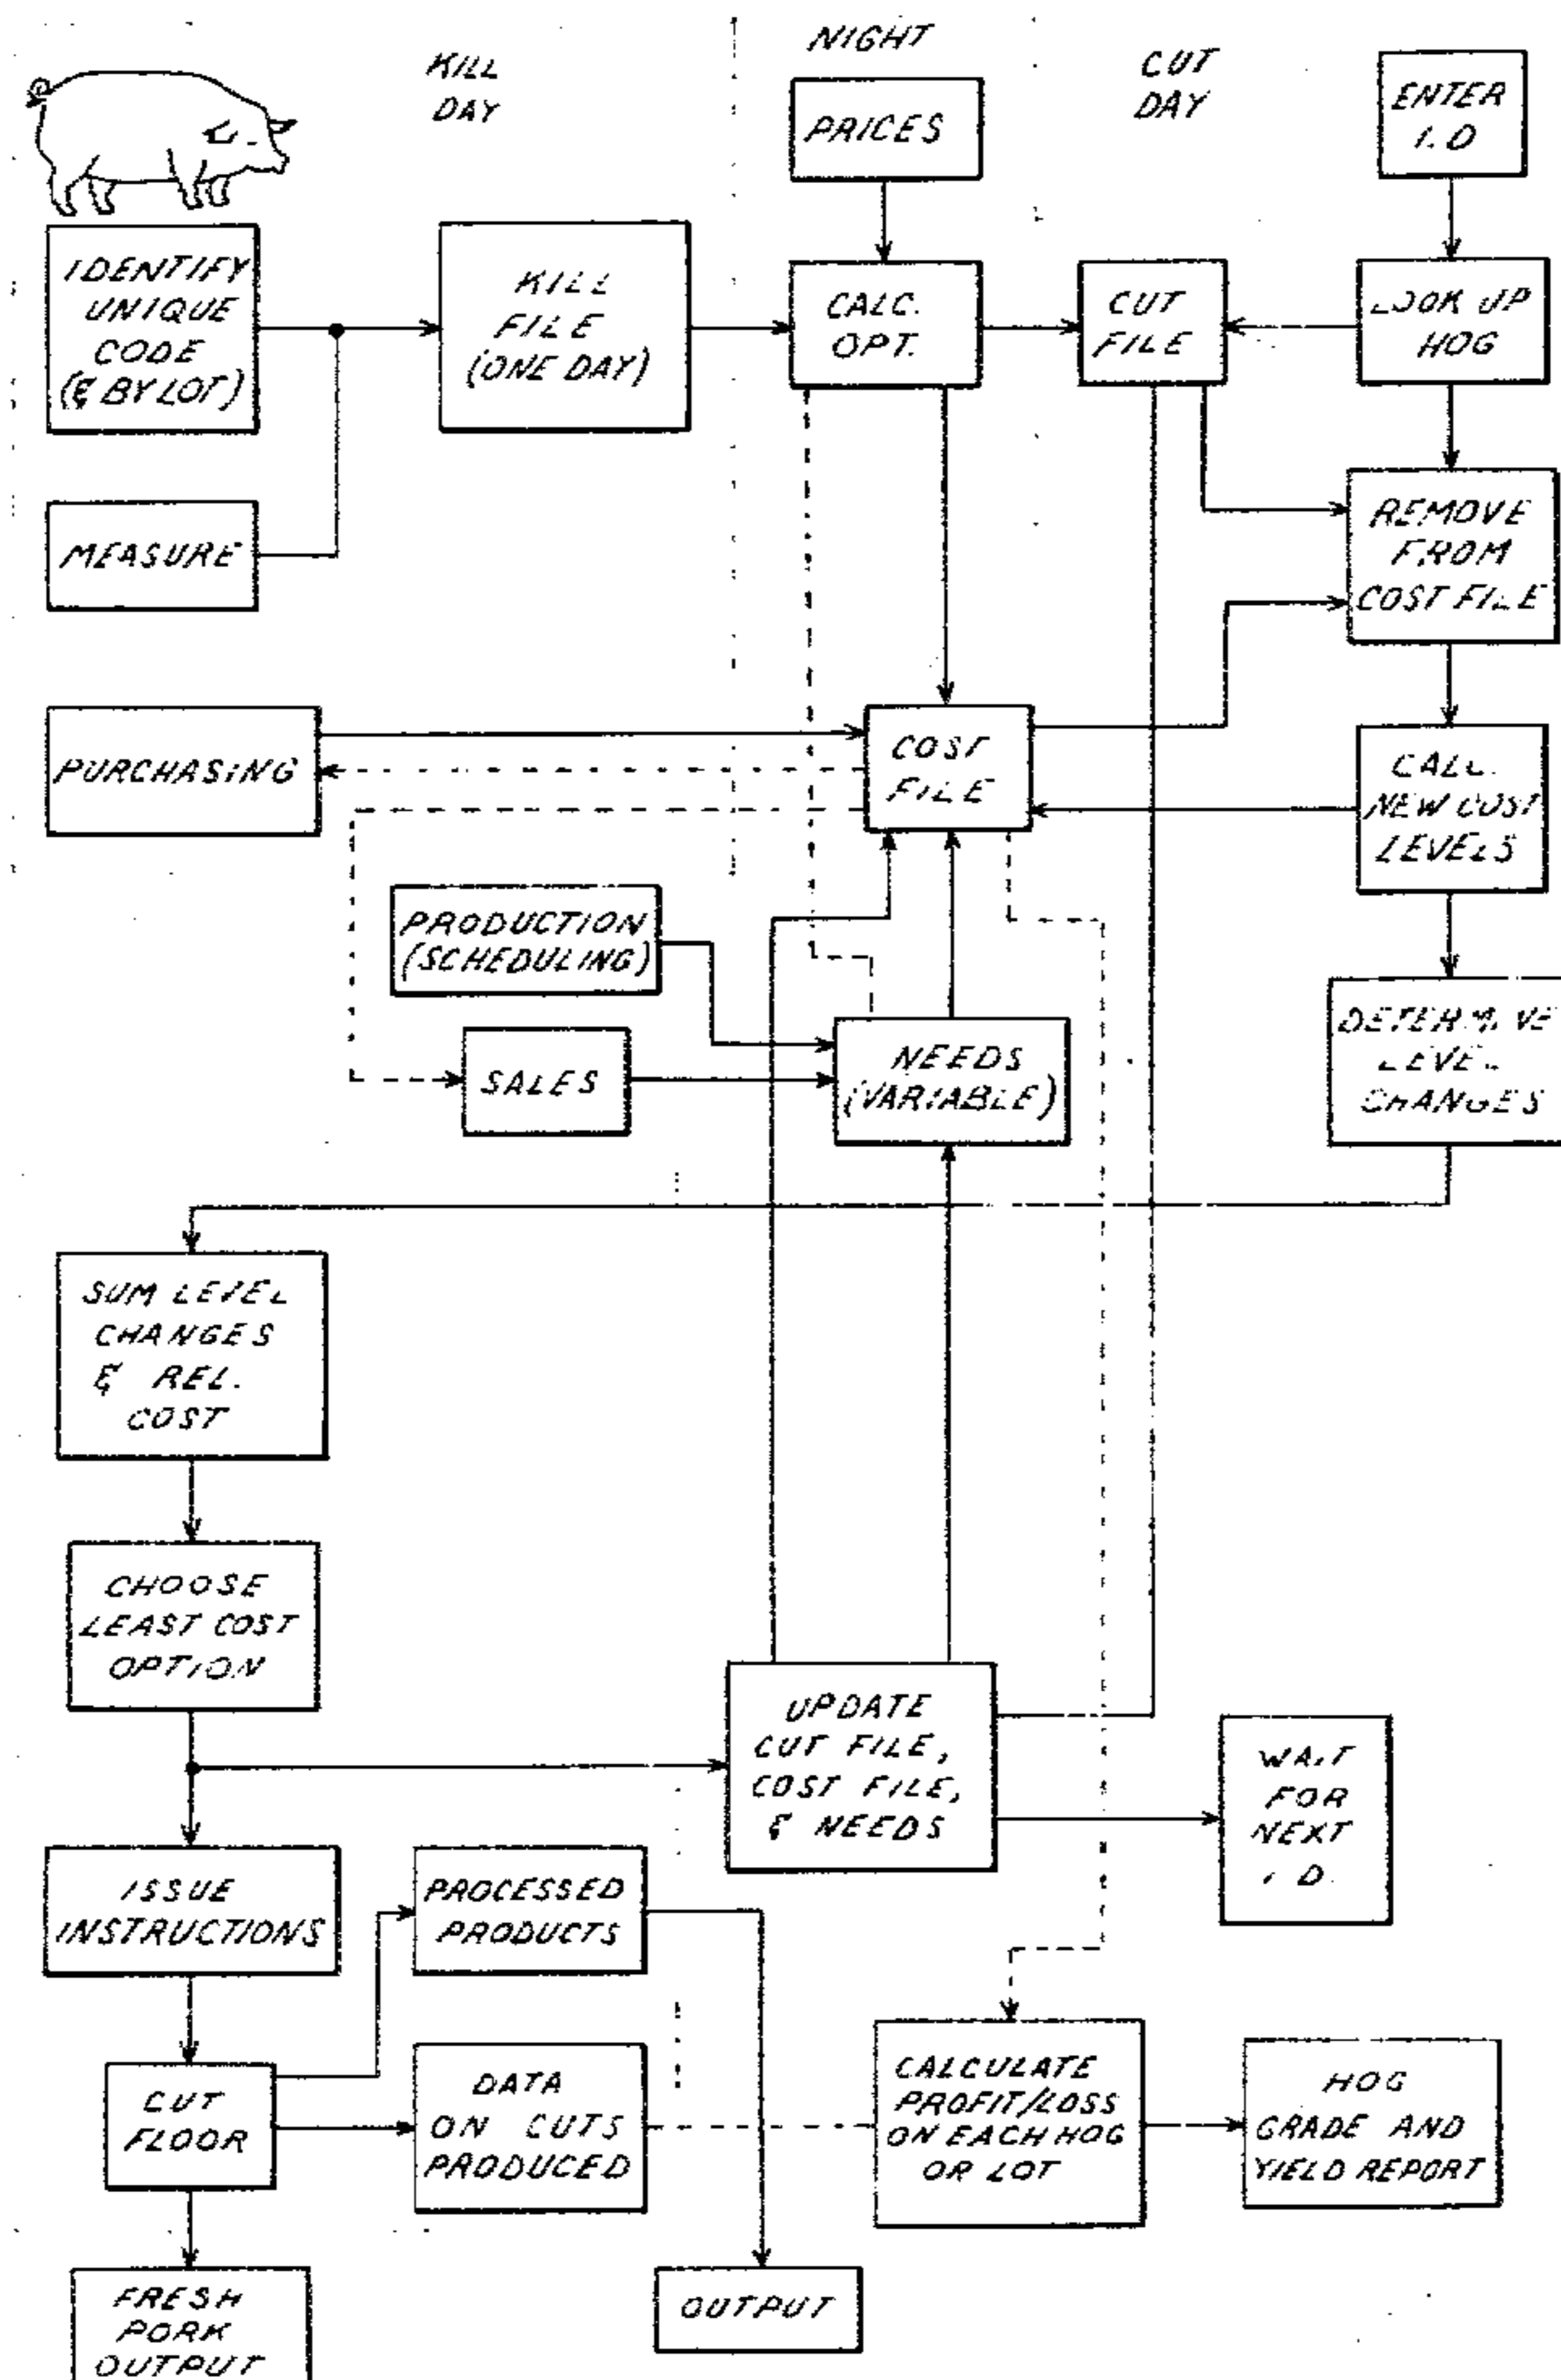 KILL
DAY
NIGHT
CUT
DAY
PRICES
ENTER
I.D
IDENTIFY
UNIQUE
CODE
(& BY LOT)
KILL
FILE
(ONE DAY)
CALC.
OPT.
CUT
FILE
LOOK UP
HOG
MEASURE
REMOVE
FROM
COST FILE
PURCHASING
COST
FILE
CALC.
NEW COST
LEVELS
PRODUCTION
(SCHEDULING)
SALES
NEEDS
(VARIABLE)
DETERMINE
LEVEL
CHANGES
SUM LEVEL
CHANGES
& REL.
COST
CHOOSE
LEAST COST
OPTION
UPDATE
CUT FILE,
COST FILE,
& NEEDS
WAIT
FOR
NEXT
I.D.
ISSUE
INSTRUCTIONS
PROCESSED
PRODUCTS
CUT
FLOOR
DATA
ON CUTS
PRODUCED
CALCULATE
PROFIT/LOSS
ON EACH HOG
OR LOT
HOG
GRADE AND
YIELD REPORT
FRESH
PORK
OUTPUT
OUTPUT